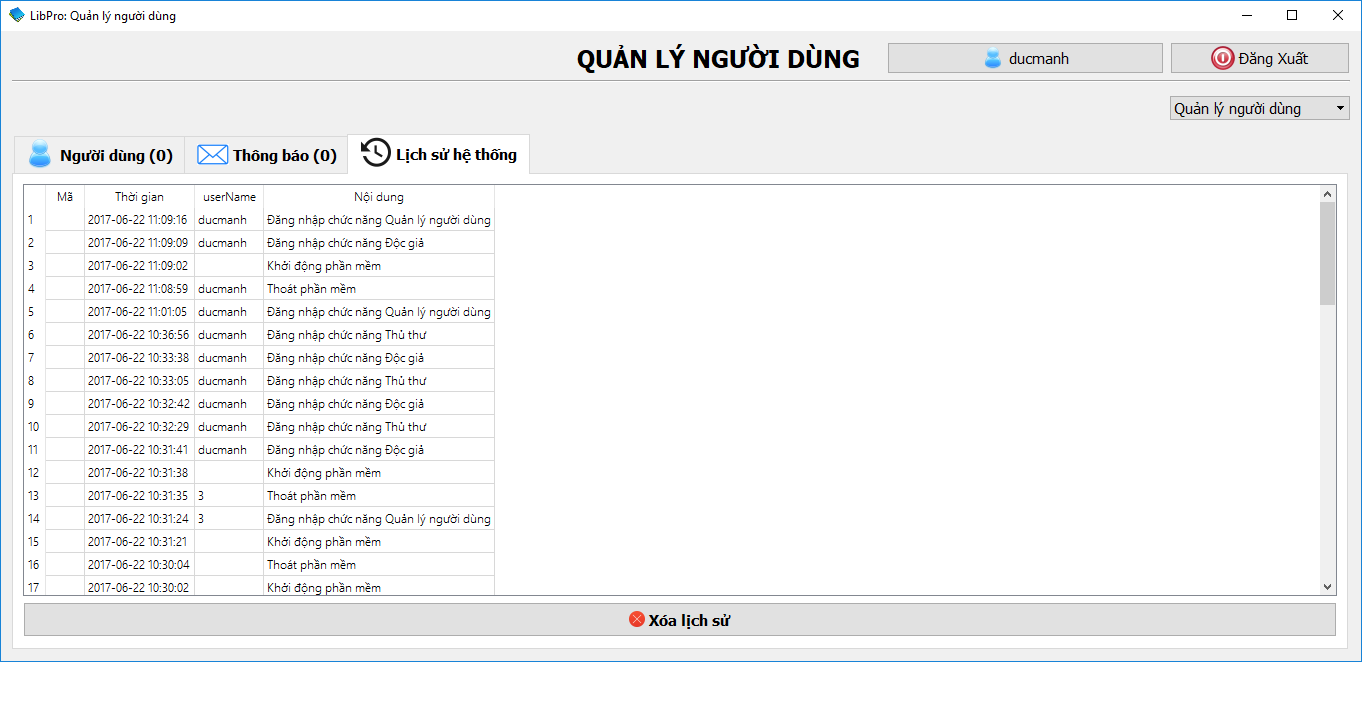 LibPro: Quản lý người dùng
QUẢN LÝ NGƯỜI DÙNG
ducmanh
Đăng Xuất
Quản lý người dùng
Người dùng (0)
Thông báo (0)
Lịch sử hệ thống
Mã Thời gian userName Nội dung
1 2017-06-22 11:09:16 ducmanh Đăng nhập chức năng Quản lý người dùng
2 2017-06-22 11:09:09 ducmanh Đăng nhập chức năng Độc giả
3 2017-06-22 11:09:02 Khởi động phần mềm
4 2017-06-22 11:08:59 ducmanh Thoát phần mềm
5 2017-06-22 11:01:05 ducmanh Đăng nhập chức năng Quản lý người dùng
6 2017-06-22 10:36:56 ducmanh Đăng nhập chức năng Thủ thư
7 2017-06-22 10:33:38 ducmanh Đăng nhập chức năng Độc giả
8 2017-06-22 10:33:05 ducmanh Đăng nhập chức năng Thủ thư
9 2017-06-22 10:32:42 ducmanh Đăng nhập chức năng Độc giả
10 2017-06-22 10:32:29 ducmanh Đăng nhập chức năng Thủ thư
11 2017-06-22 10:31:41 ducmanh Đăng nhập chức năng Độc giả
12 2017-06-22 10:31:38 Khởi động phần mềm
13 2017-06-22 10:31:35 3 Thoát phần mềm
14 2017-06-22 10:31:24 3 Đăng nhập chức năng Quản lý người dùng
15 2017-06-22 10:31:21 Khởi động phần mềm
16 2017-06-22 10:30:04 Thoát phần mềm
17 2017-06-22 10:30:02 Khởi động phần mềm
Xóa lịch sử